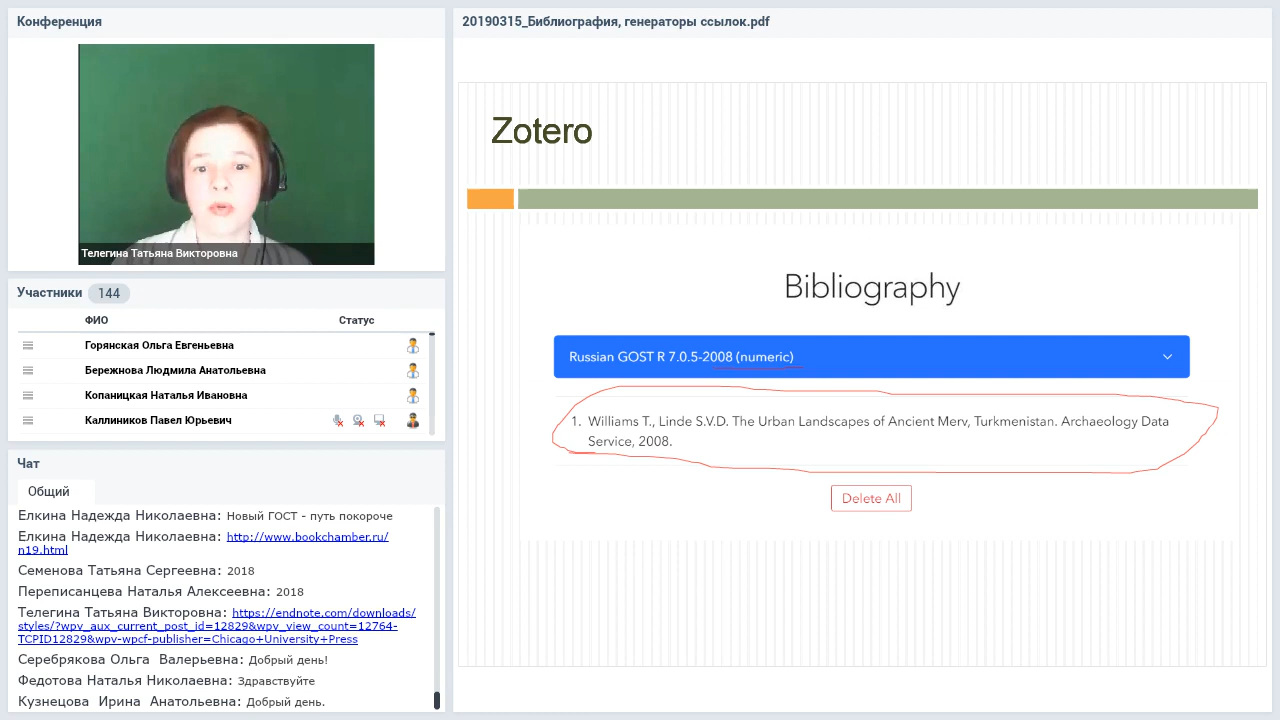 Конференция
Телегина Татьяна Викторовна
Участники 144
ФИО Статус
Горянская Ольга Евгеньевна
Бережнова Людмила Анатольевна
Копаницкая Наталья Ивановна
Каллиников Павел Юрьевич
Чат
Общий
Елкина Надежда Николаевна: Новый ГОСТ - путь покороче
Елкина Надежда Николаевна: http://www.bookchamber.ru/
n19.html
Семенова Татьяна Сергеевна: 2018
Переписанцева Наталья Алексеевна: 2018
Телегина Татьяна Викторовна: https://endnote.com/downloads/
styles/?wpv_aux_current_post_id=12829&wpv_view_count=12764-
TCPID12829&wpv-wpcf-publisher=Chicago+University+Press
Серебрякова Ольга Валерьевна: Добрый день!
Федотова Наталья Николаевна: Здравствуйте
Кузнецова Ирина Анатольевна: Добрый день.
20190315_Библиография, генераторы ссылок.pdf
Zotero
Bibliography
Russian GOST R 7.0.5-2008 (numeric)
1. Williams T., Linde S.V.D. The Urban Landscapes of Ancient Merv, Turkmenistan. Archaeology Data
Service, 2008.
Delete All